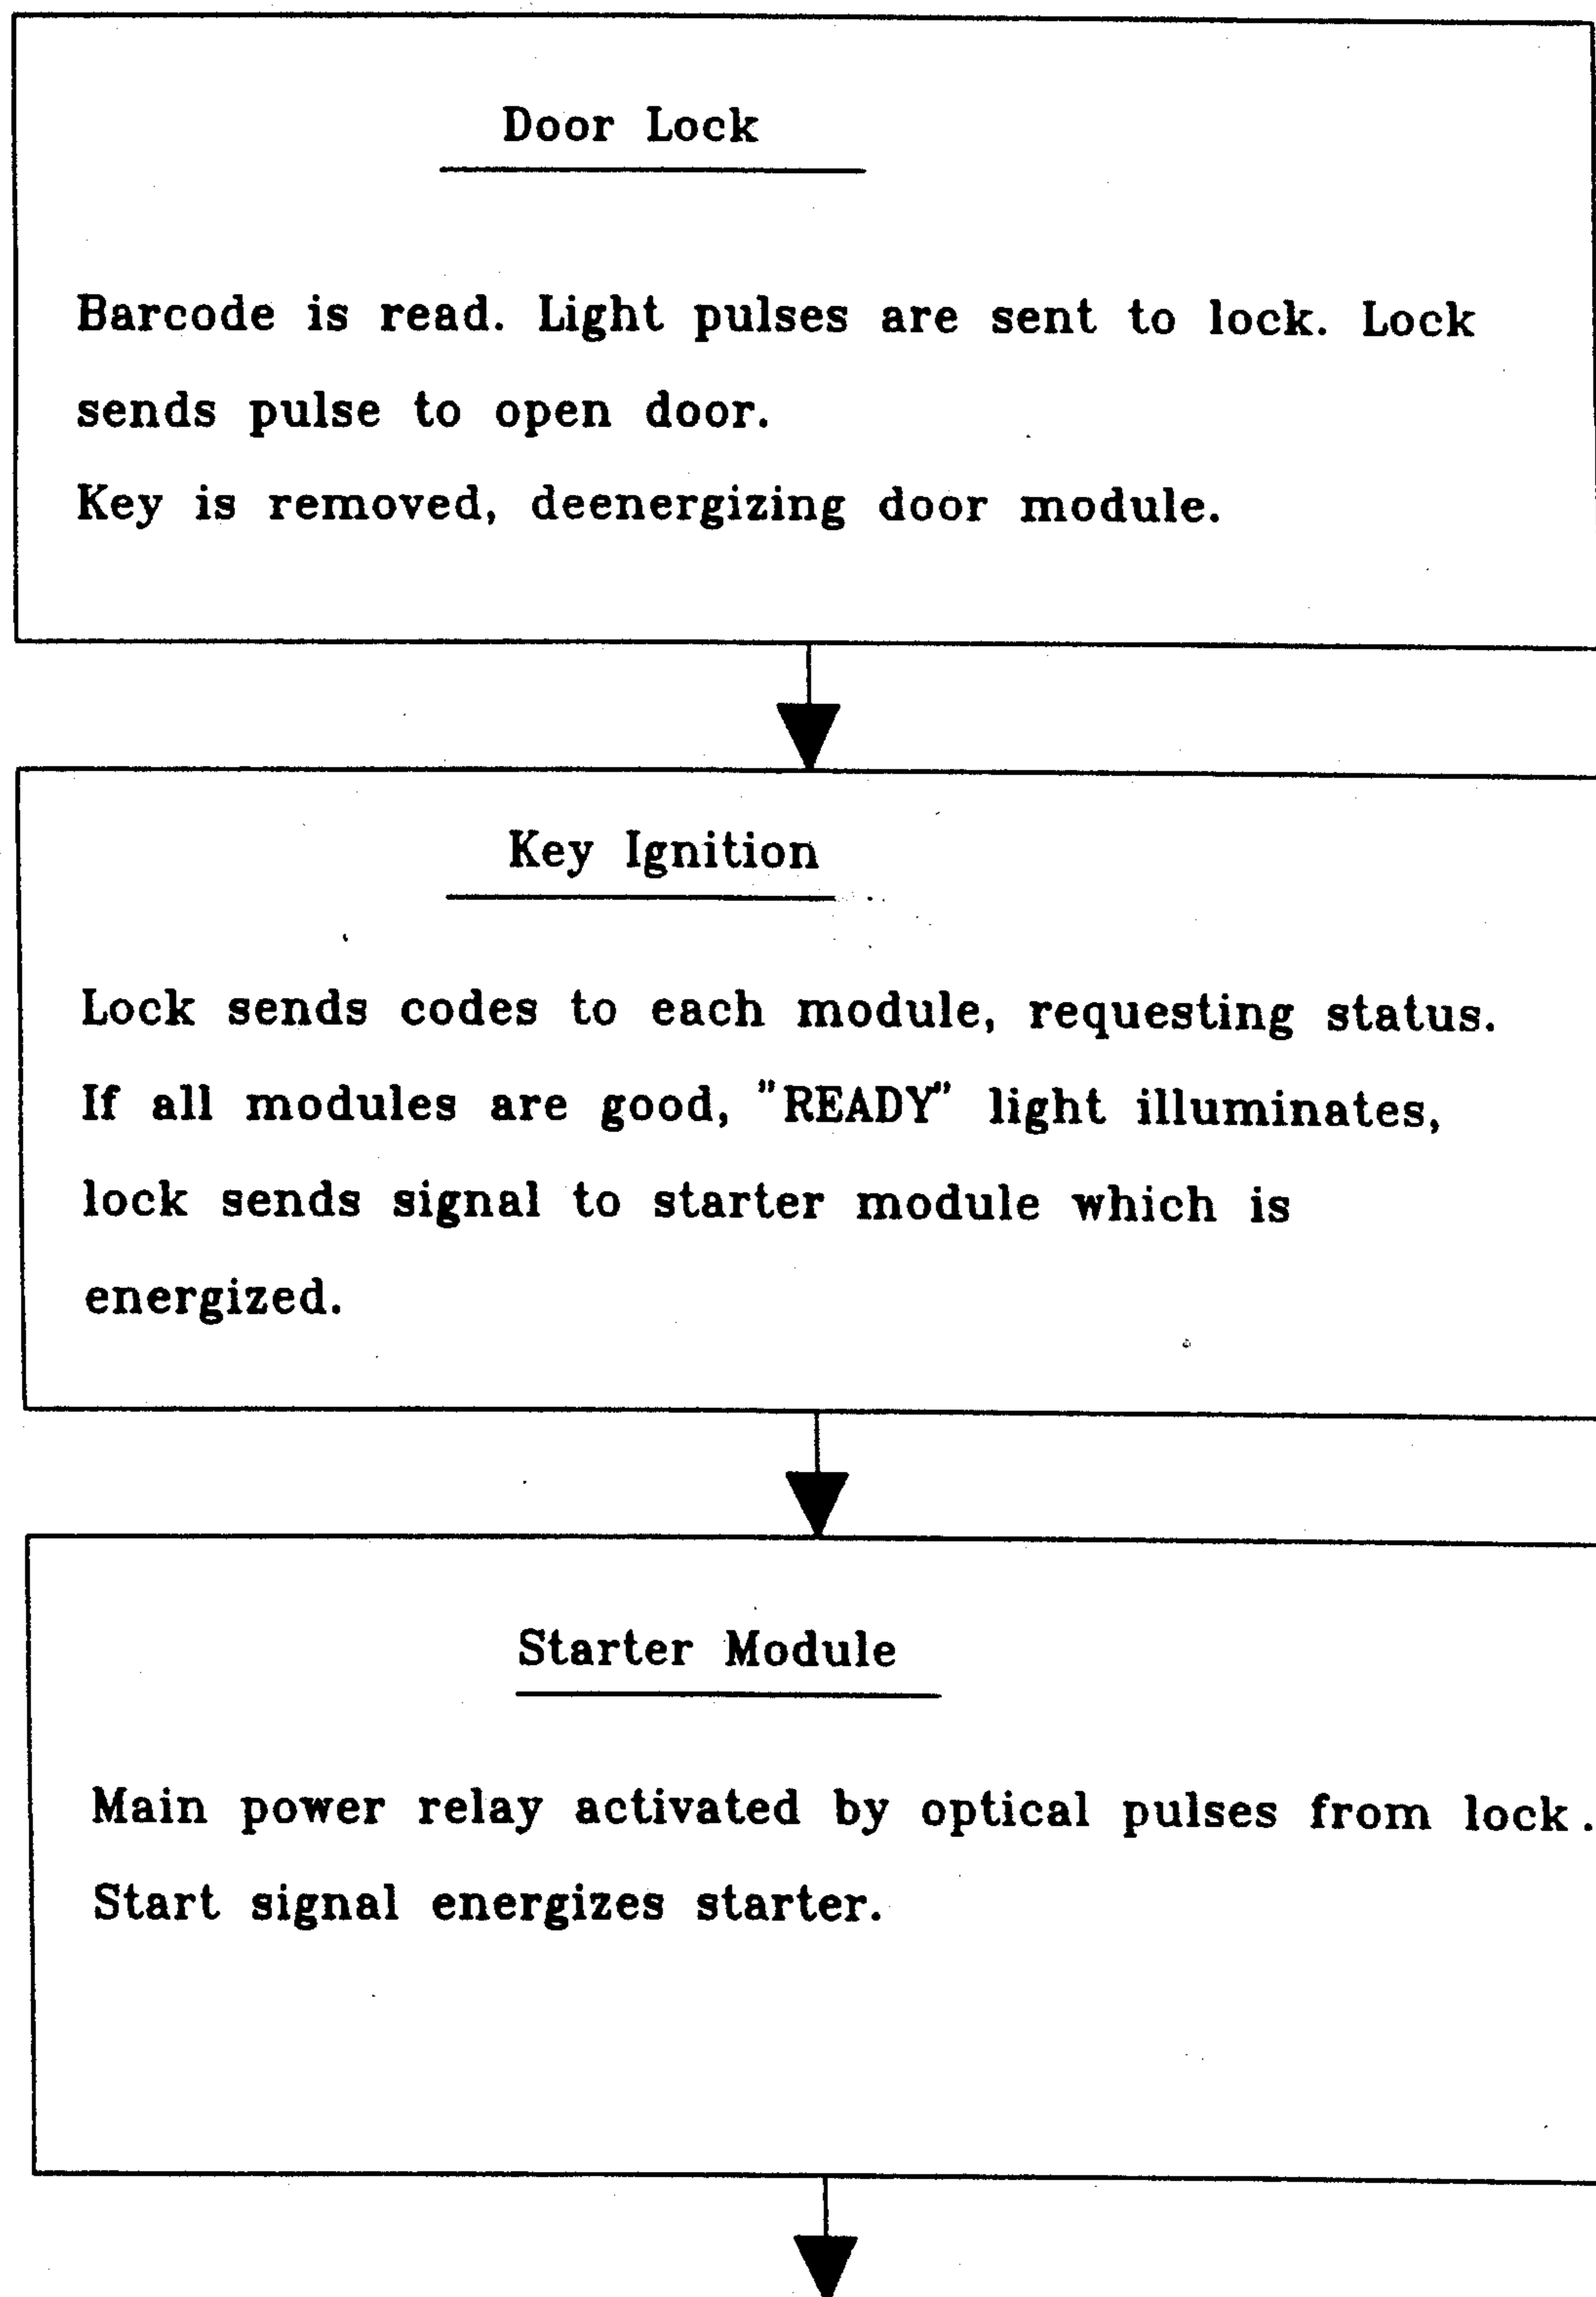 Door Lock
Barcode is read. Light pulses are sent to lock. Lock
sends pulse to open door.
Key is removed, deenergizing door module.
Key Ignition
Lock sends codes to each module, requesting status.
If all modules are good, "READY" light illuminates,
lock sends signal to starter module which is
energized.
Starter Module
Main power relay activated by optical pulses from lock.
Start signal energizes starter.